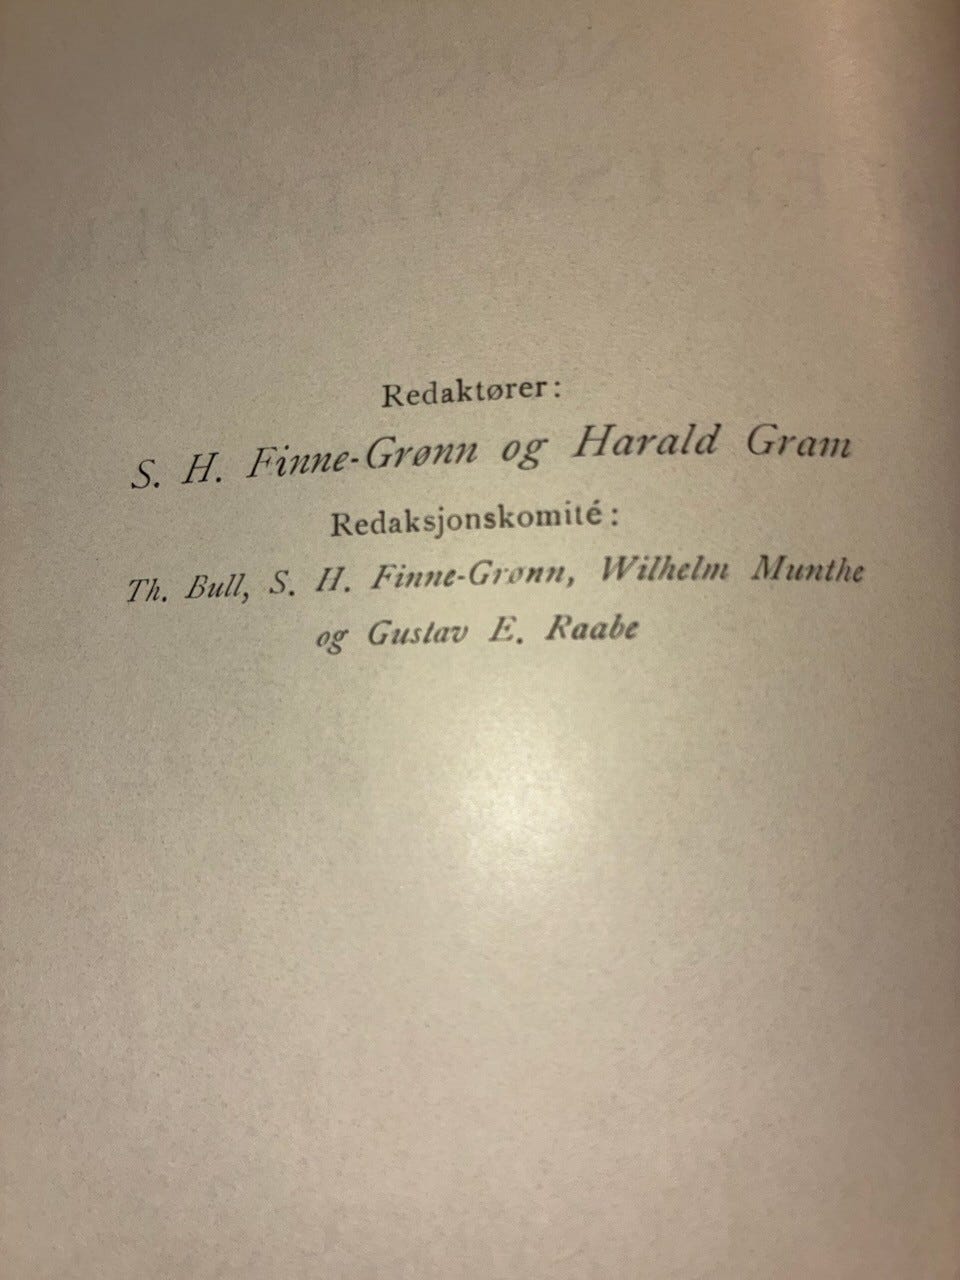 Redaktører:
S. H. Finne-Grønn og Harald Gram
Redaksjonskomité:
Th. Bull, S. H. Finne-Grønn, Wilhelm Munthe
og Gustav E. Raabe